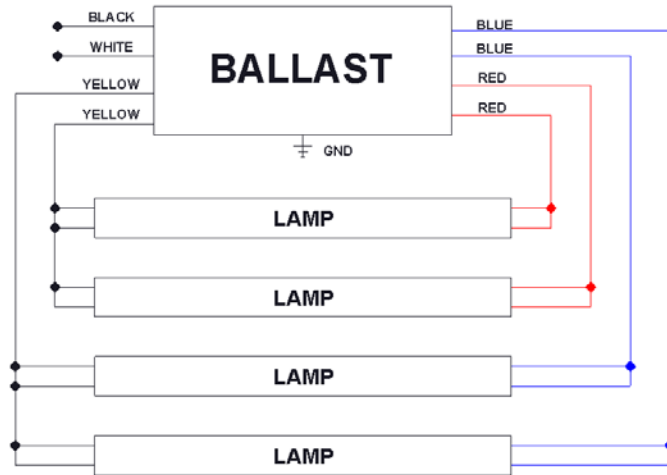 BLACK
WHITE
YELLOW
YELLOW
BALLAST
BLUE
BLUE
RED
RED
GND
LAMP
LAMP
LAMP
LAMP